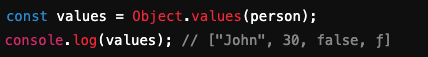 const values = Object.values(person);
console.log(values); // ["John", 30, false, ƒ]